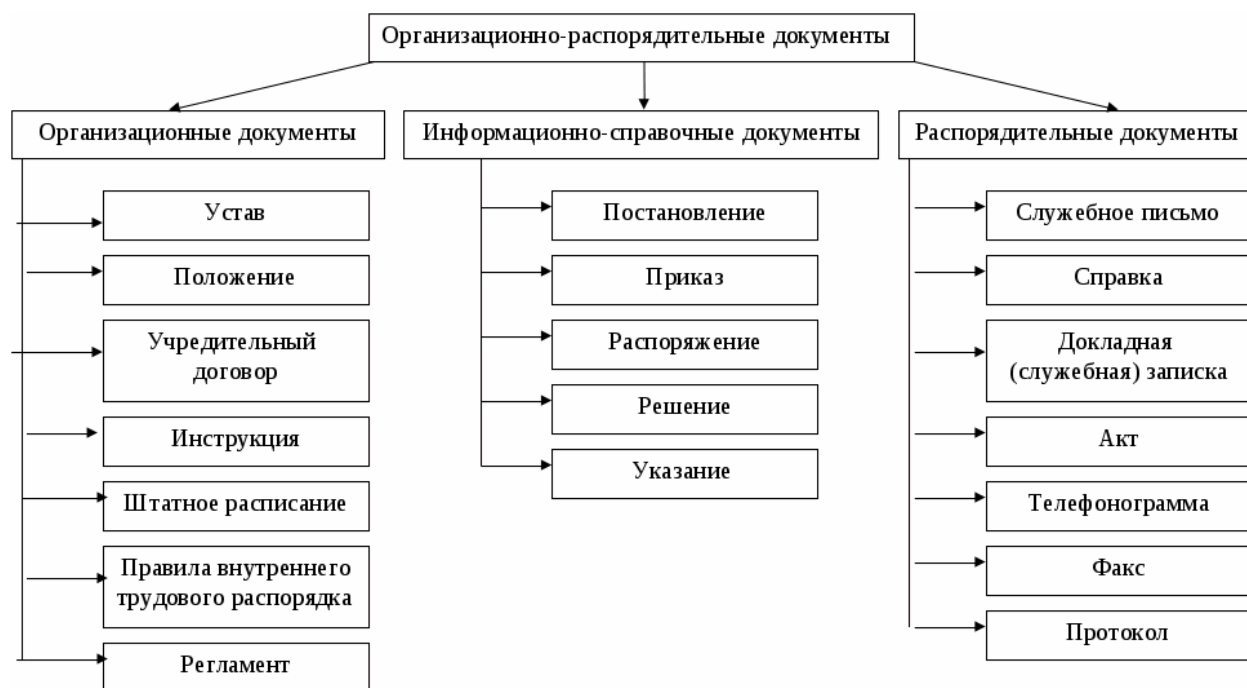 Организационно-распорядительные документы
Организационные документы
Информационно-справочные документы
Распорядительные документы
Устав
Положение
Учредительный
договор
Инструкция
Штатное расписание
Правила внутреннего
трудового распорядка
Регламент
Постановление
Приказ
Распоряжение
Решение
Указание
Служебное письмо
Справка
Докладная
(служебная) записка
Акт
Телефонограмма
Факс
Протокол